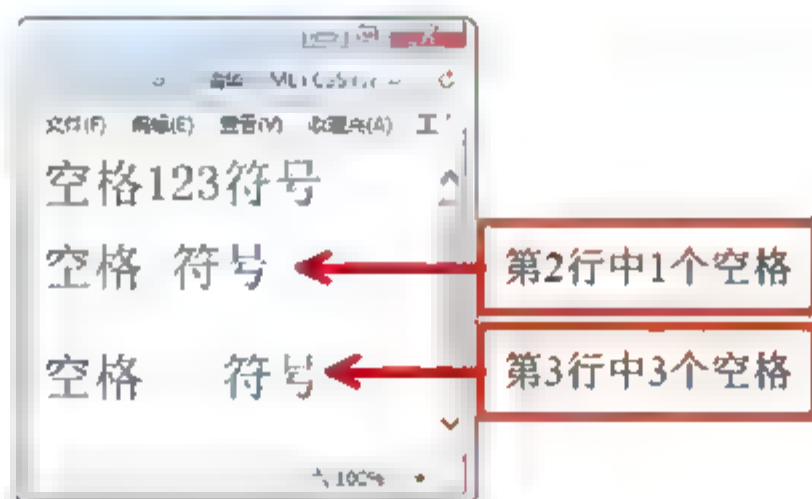 文件(F) 编辑(E) 查看(V) 收藏夹(A) 工
空格123符号
空格 符号
第2行中1个空格
空格   符号
第3行中3个空格
100%